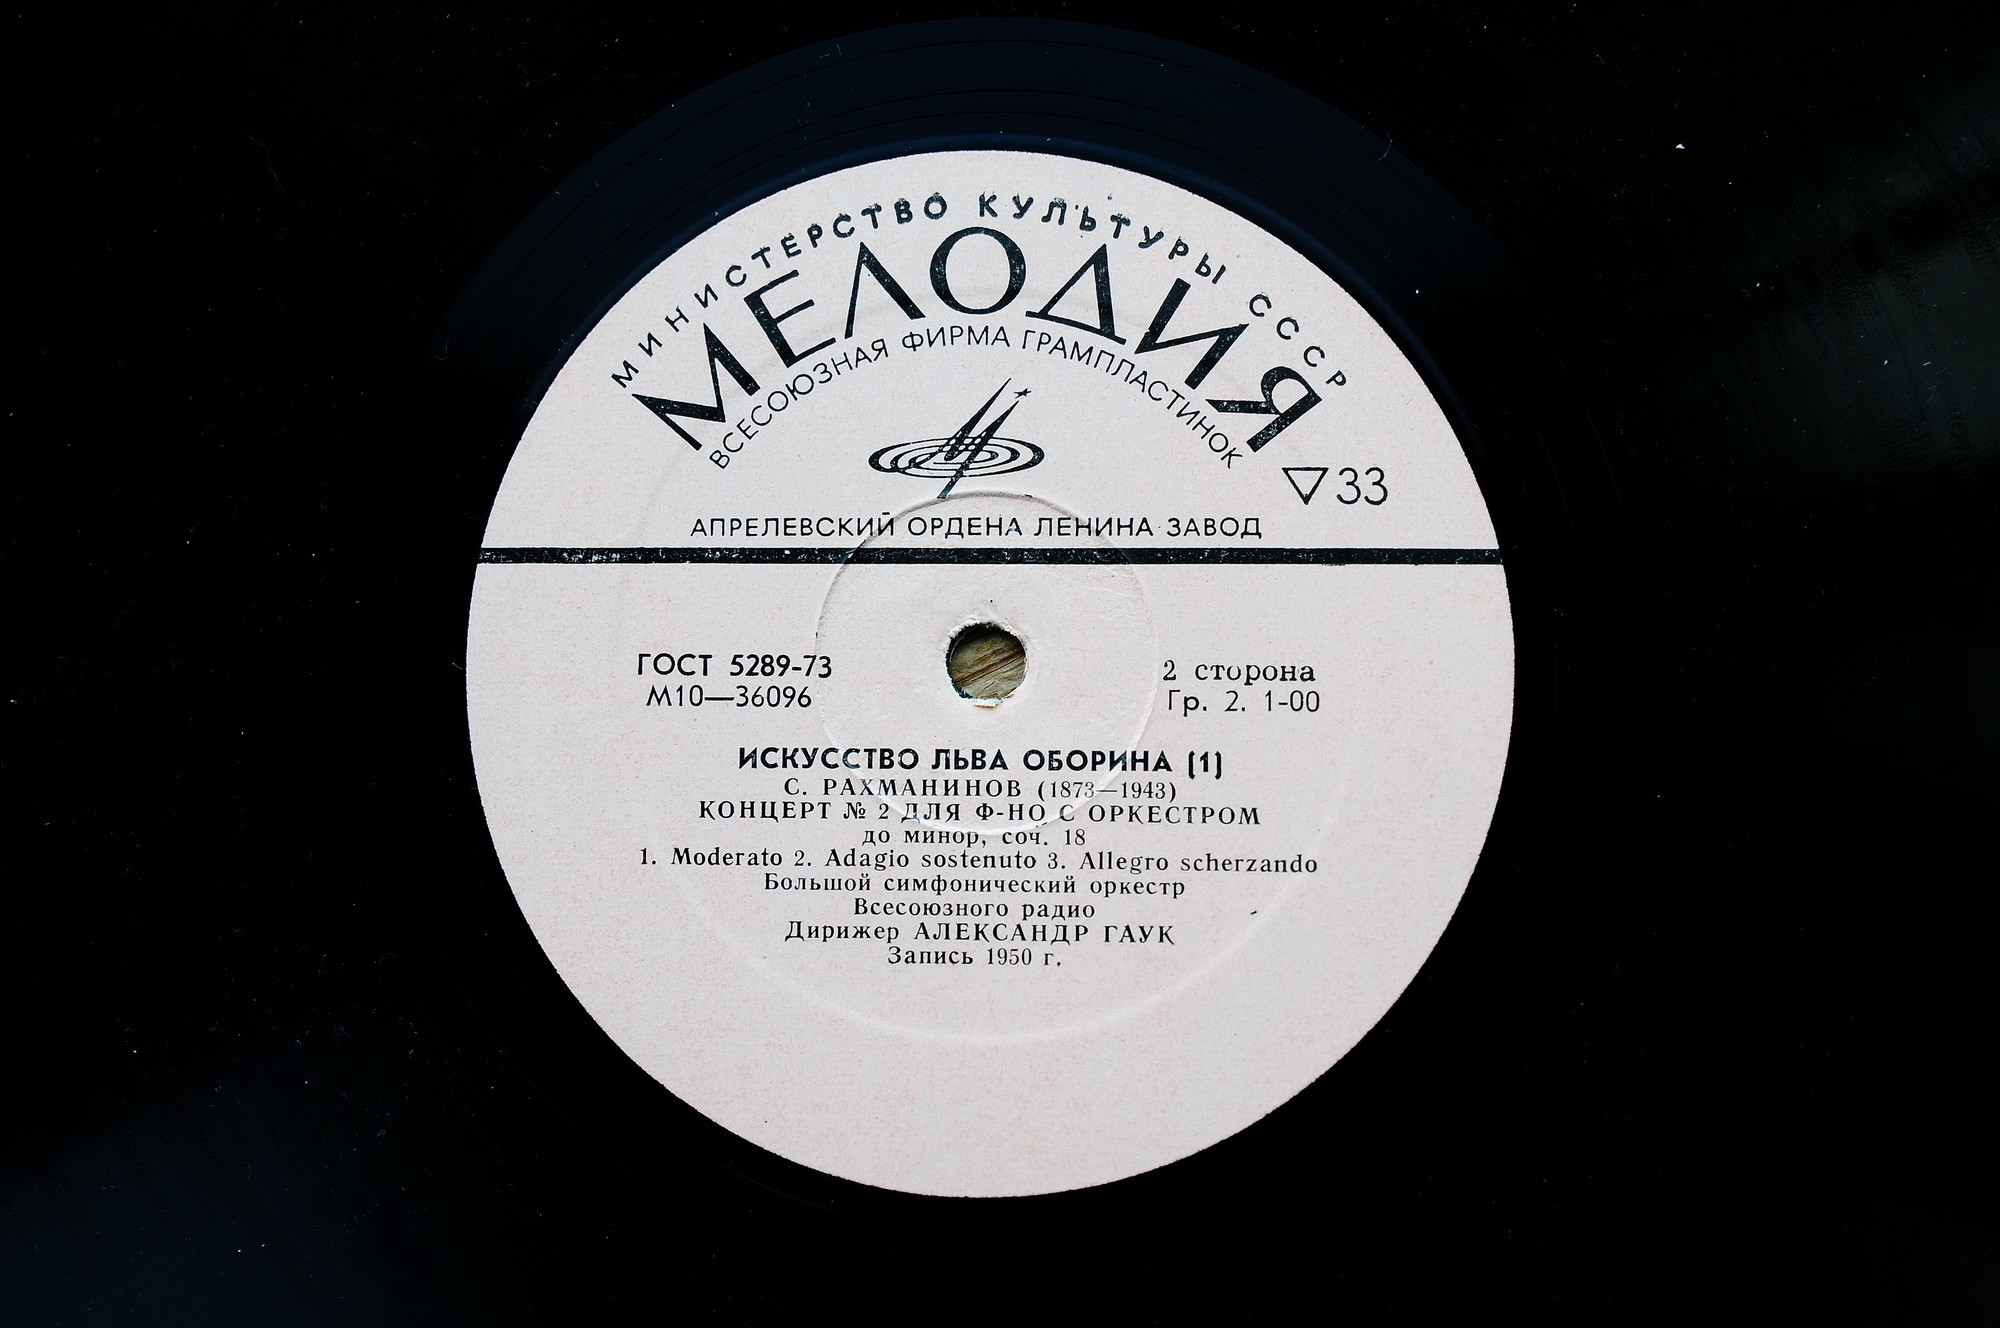 МИНИСТЕРСТВО КУЛЬТУРЫ СССР
МЕЛОДИЯ
ВСЕСОЮЗНАЯ ФИРМА ГРАМПЛАСТИНОК
33
АПРЕЛЕВСКИЙ ОРДЕНА ЛЕНИНА ЗАВОД
ГОСТ 5289-73
М10—36096
2 сторона
Гр. 2. 1-00
ИСКУССТВО ЛЬВА ОБОРИНА (1)
С. РАХМАНИНОВ (1873—1943)
КОНЦЕРТ № 2 ДЛЯ Ф-НО С ОРКЕСТРОМ
до минор, соч. 18
1. Moderato 2. Adagio sostenuto 3. Allegro scherzando
Большой симфонический оркестр
Всесоюзного радио
Дирижер АЛЕКСАНДР ГАУК
Запись 1950 г.